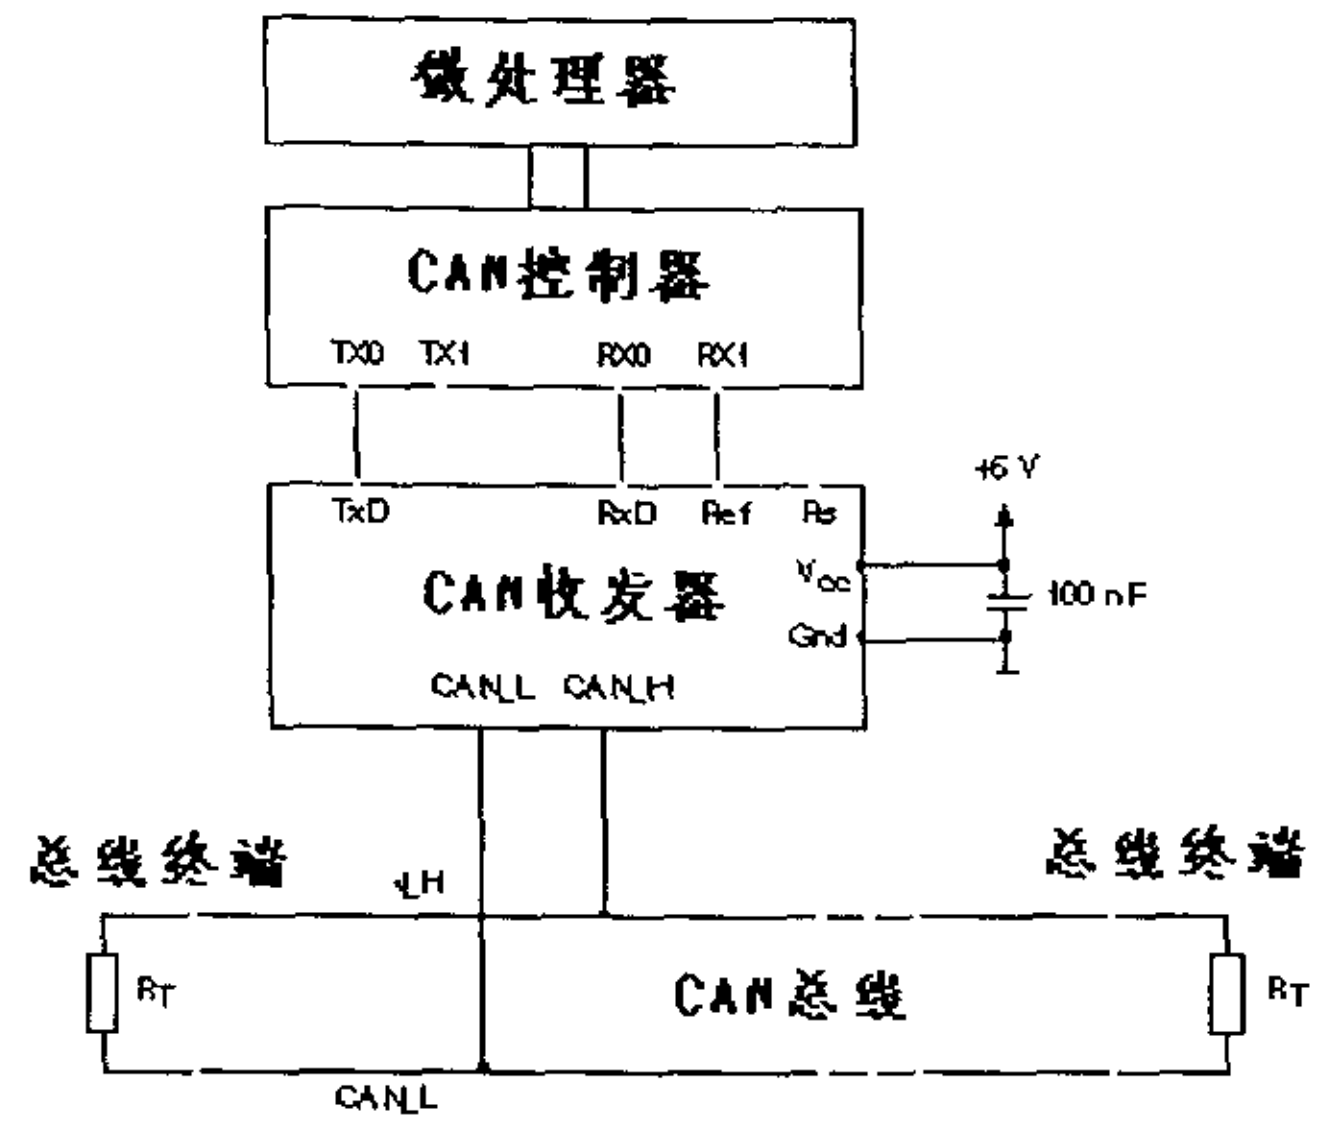 微处理器
CAN控制器
TX0 TX1 RX0 RX1
+5 V
TxD RxD Ref Rs
CAN收发器
Vcc
100 nF
Gnd
CAN_L CAN_H
总线终端 总线终端
_H
RT CAN总线 RT
CAN_L